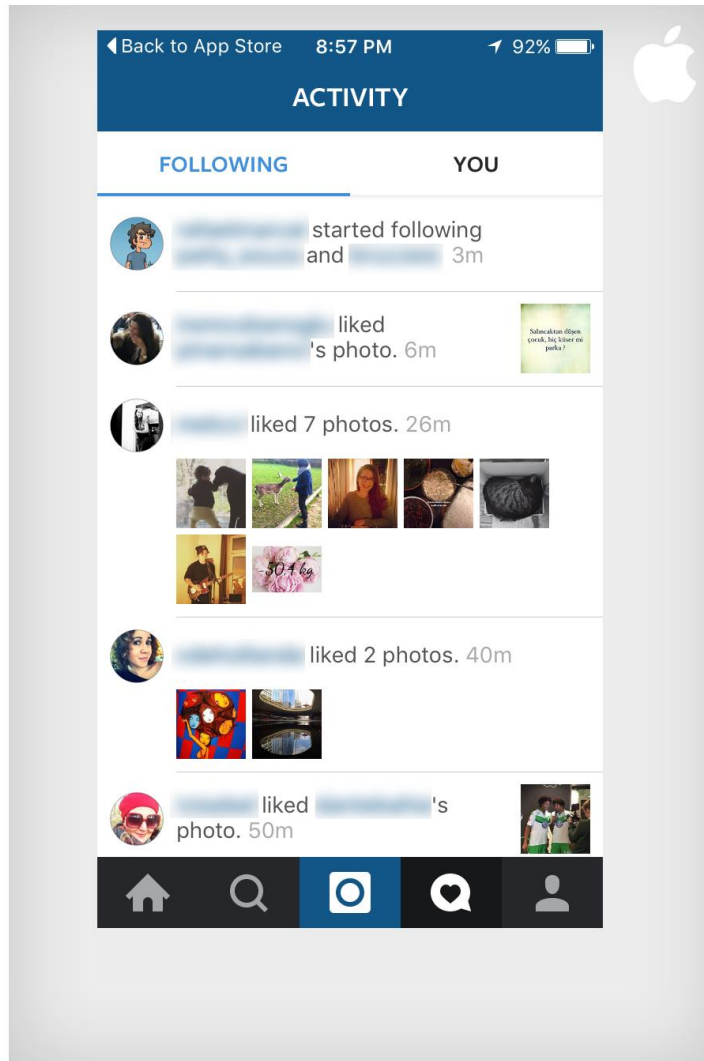 Back to App Store 8:57 PM 92%
ACTIVITY
FOLLOWING YOU
started following
and 3m
liked
's photo. 6m
Salıncaktan düşen
çocuk, hiç küser mi
parka ?
liked 7 photos. 26m
50.4 kg
liked 2 photos. 40m
liked 's
photo. 50m